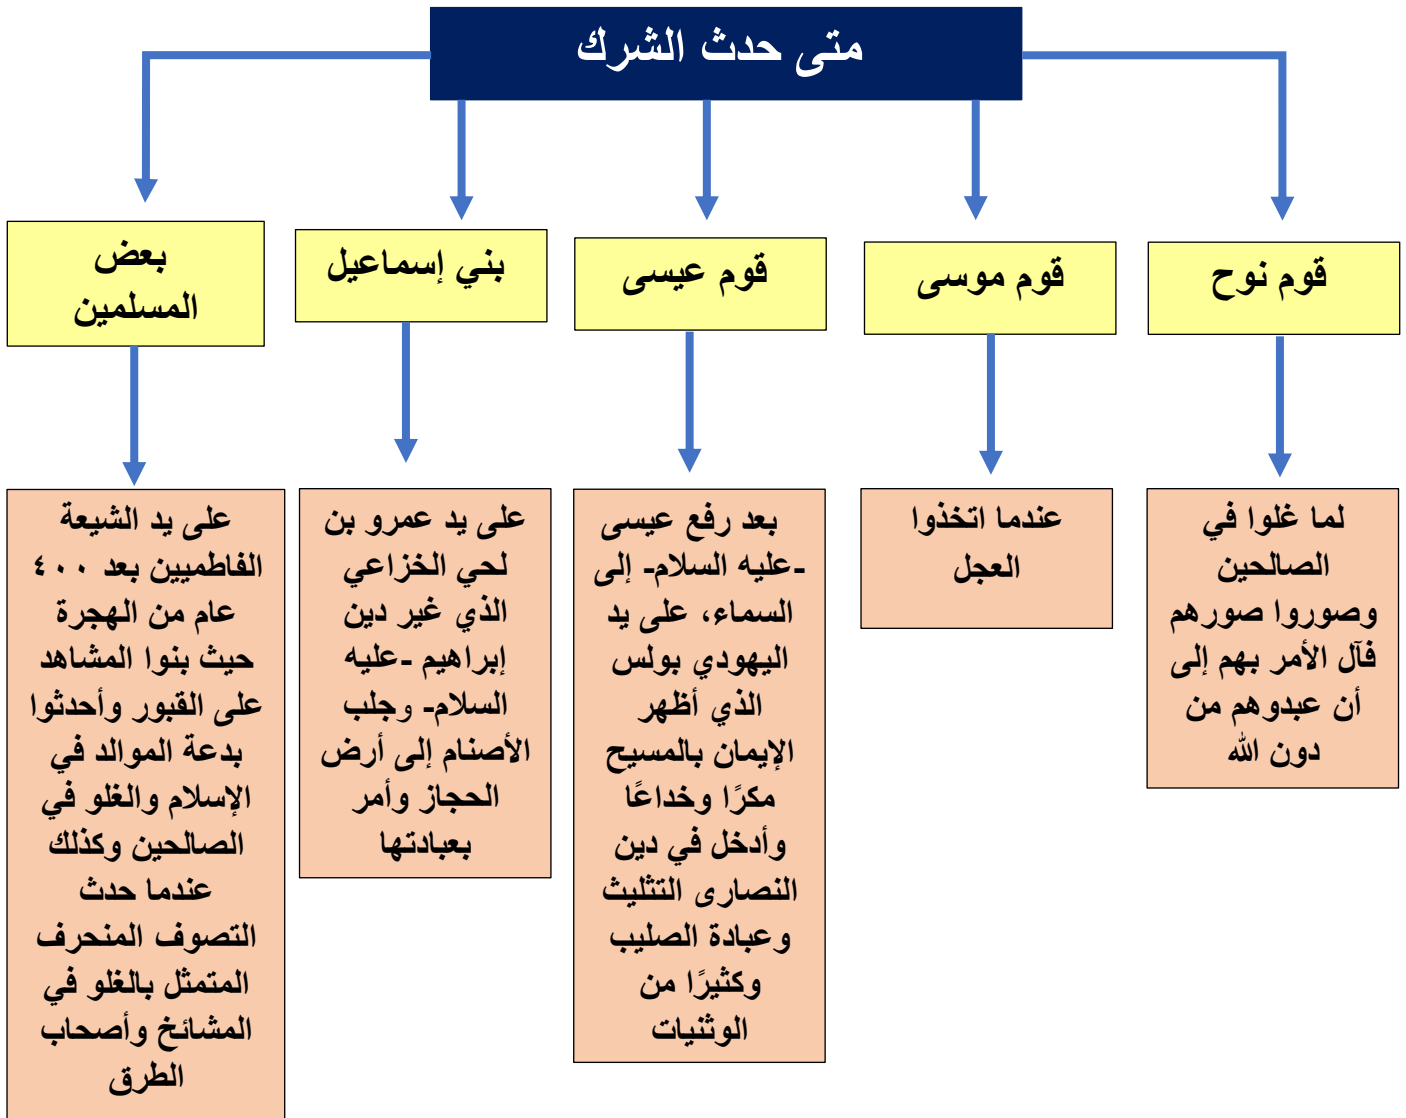 متى حدث الشرك
قوم نوح
قوم موسى
قوم عيسى
بني إسماعيل
بعض
المسلمين
لما غلوا في
الصالحين
وصوروا صورهم
فآل الأمر بهم إلى
أن عبدوهم من
دون الله
عندما اتخذوا
العجل
بعد رفع عيسى
-عليه السلام- إلى
السماء، على يد
اليهودي بولس
الذي أظهر
الإيمان بالمسيح
مكرًا وخداعًا
وأدخل في دين
النصارى التثليث
وعبادة الصليب
وكثيرًا من
الوثنيات
على يد عمرو بن
لحي الخزاعي
الذي غير دين
إبراهيم -عليه
السلام- وجلب
الأصنام إلى أرض
الحجاز وأمر
بعبادتها
على يد الشيعة
الفاطميين بعد ٤٠٠
عام من الهجرة
حيث بنوا المشاهد
على القبور وأحدثوا
بدعة الموالد في
الإسلام والغلو في
الصالحين وكذلك
عندما حدث
التصوف المنحرف
المتمثل بالغلو في
المشائخ وأصحاب
الطرق